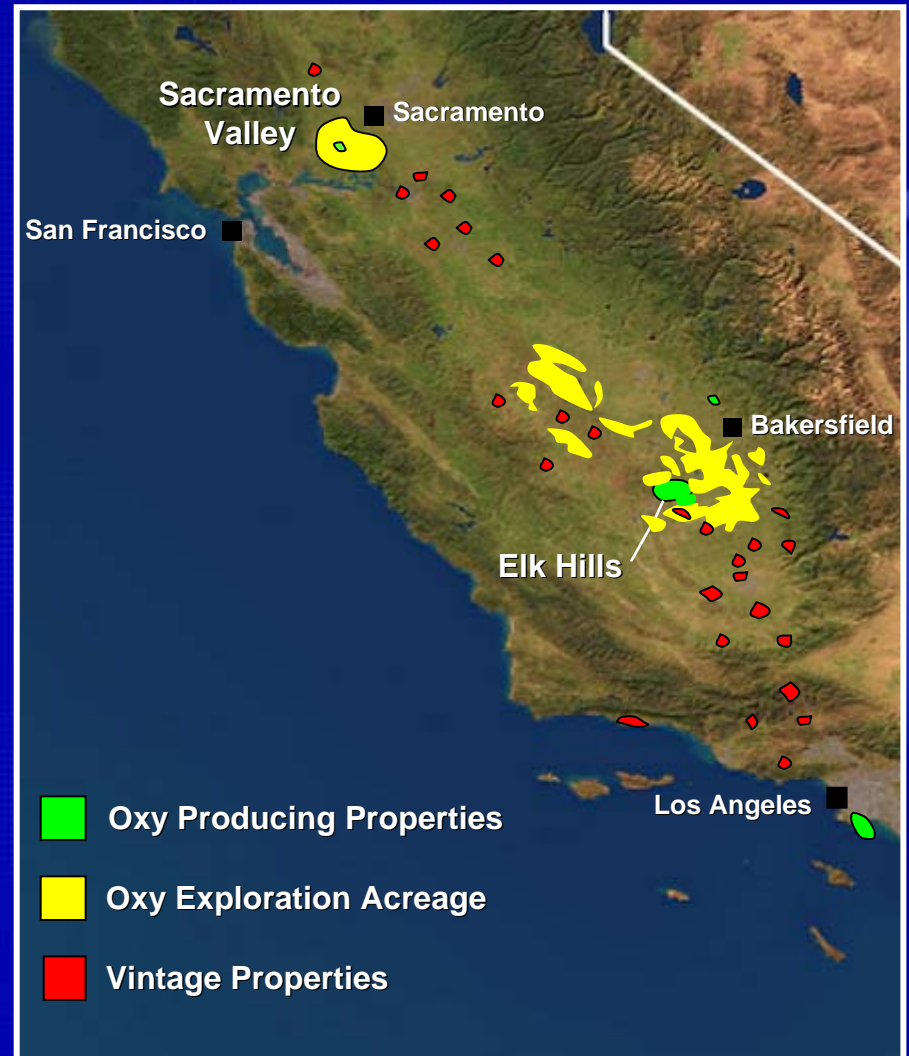 Sacramento
Valley
Sacramento
San Francisco
Bakersfield
Elk Hills
Los Angeles
Oxy Producing Properties
Oxy Exploration Acreage
Vintage Properties